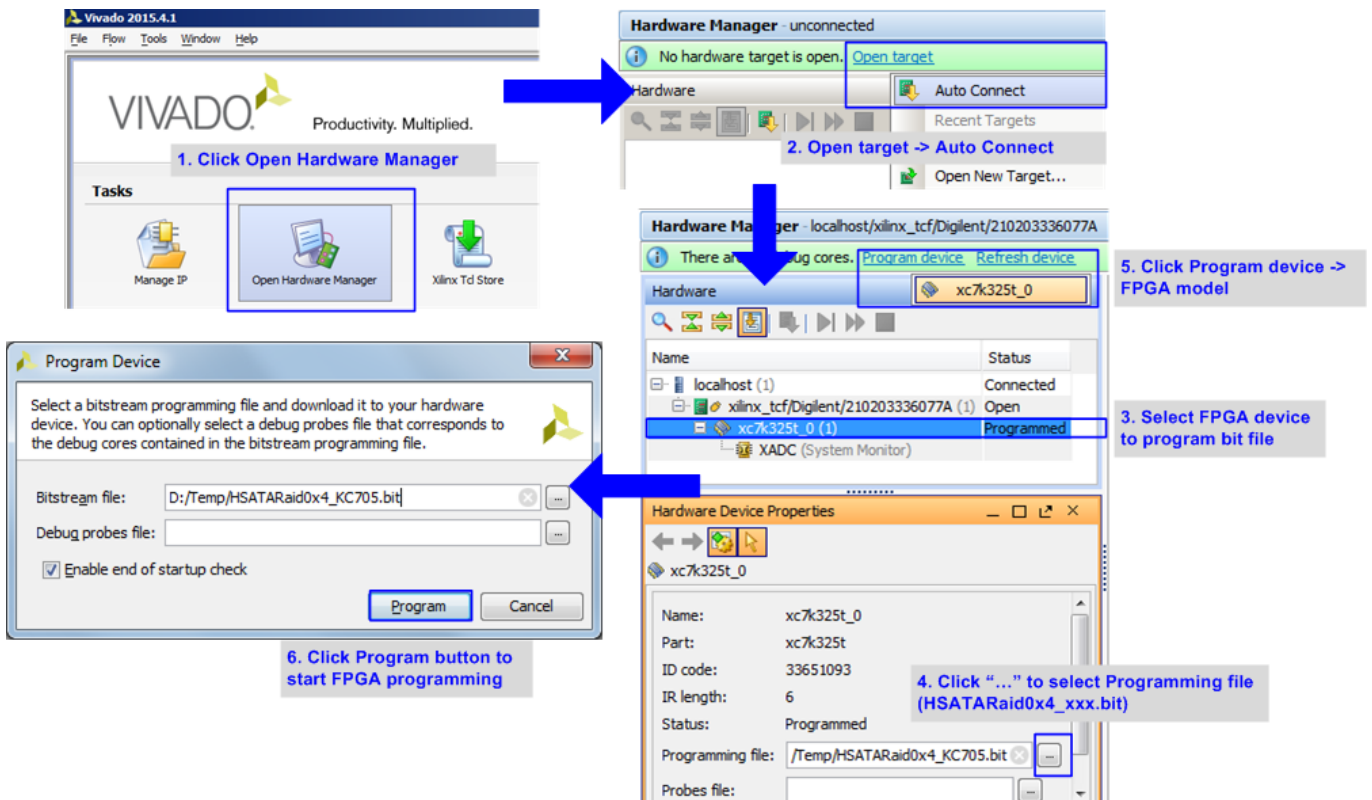 Vivado 2015.4.1
File Flow Tools Window Help
VIVADO.
Productivity. Multiplied.
1. Click Open Hardware Manager
Tasks
Manage IP
Open Hardware Manager
Xilinx Tcl Store
Hardware Manager - unconnected
No hardware target is open. Open target
Hardware
Auto Connect
Recent Targets
2. Open target -> Auto Connect
Open New Target...
Hardware Manager - localhost/xilinx_tcf/Digilent/210203336077A
There are debug cores. Program device Refresh device
5. Click Program device ->
FPGA model
Hardware
xc7k325t_0
Name Status
localhost (1) Connected
xilinx_tcf/Digilent/210203336077A (1) Open
xc7k325t_0 (1) Programmed
XADC (System Monitor)
3. Select FPGA device
to program bit file
Hardware Device Properties
xc7k325t_0
Name: xc7k325t_0
Part: xc7k325t
ID code: 33651093
IR length: 6
Status: Programmed
Programming file: /Temp/HSATARaid0x4_KC705.bit ...
Probes file: ...
4. Click “...” to select Programming file
(HSATARaid0x4_xxx.bit)
Program Device
Select a bitstream programming file and download it to your hardware
device. You can optionally select a debug probes file that corresponds to
the debug cores contained in the bitstream programming file.
Bitstream file: D:/Temp/HSATARaid0x4_KC705.bit ...
Debug probes file: ...
Enable end of startup check
Program Cancel
6. Click Program button to
start FPGA programming